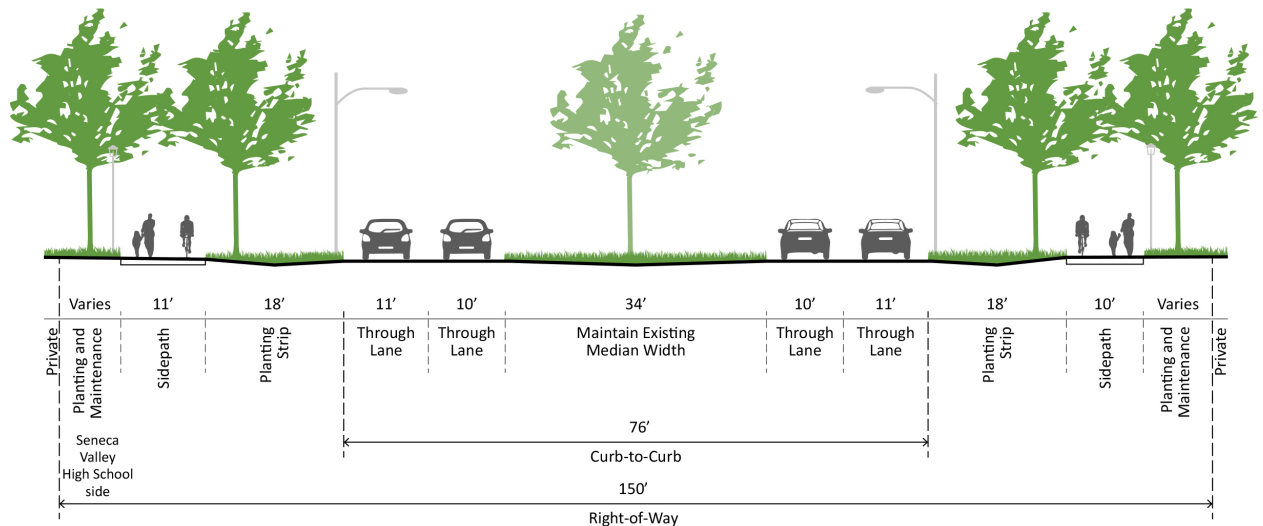 Varies
11’
18’
11’
10’
34’
10’
11’
18’
10’
Varies
Private
Planting and
Maintenance
Sidepath
Planting
Strip
Through
Lane
Through
Lane
Maintain Existing
Median Width
Through
Lane
Through
Lane
Planting
Strip
Sidepath
Planting and
Maintenance
Private
76’
Curb-to-Curb
Seneca
Valley
High School
side
150’
Right-of-Way